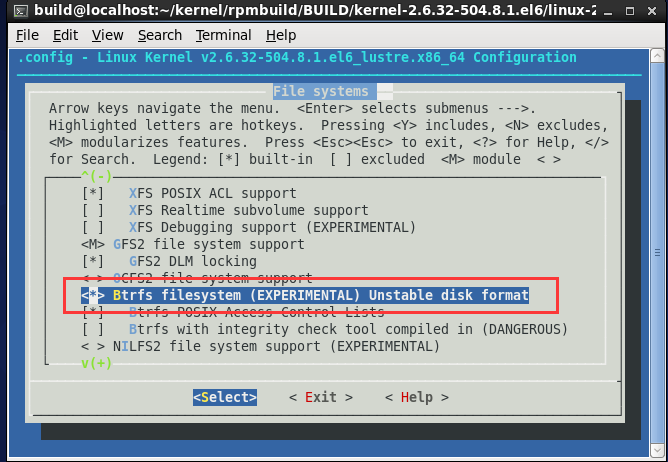 build@localhost:~/kernel/rpmbuild/BUILD/kernel-2.6.32-504.8.1.el6/linux-2
File Edit View Search Terminal Help
.config - Linux Kernel v2.6.32-504.8.1.el6_lustre.x86_64 Configuration
File systems
Arrow keys navigate the menu. <Enter> selects submenus --->.
Highlighted letters are hotkeys. Pressing <Y> includes, <N> excludes,
<M> modularizes features. Press <Esc><Esc> to exit, <?> for Help, </>
for Search. Legend: [*] built-in [ ] excluded <M> module < >
^(-)
[*] XFS POSIX ACL support
[ ] XFS Realtime subvolume support
[ ] XFS Debugging support (EXPERIMENTAL)
<M> GFS2 file system support
[*] GFS2 DLM locking
< > OCFS2 file system support
<*> Btrfs filesystem (EXPERIMENTAL) Unstable disk format
[*] Btrfs POSIX Access Control Lists
[ ] Btrfs with integrity check tool compiled in (DANGEROUS)
< > NILFS2 file system support (EXPERIMENTAL)
v(+)
<Select> < Exit > < Help >